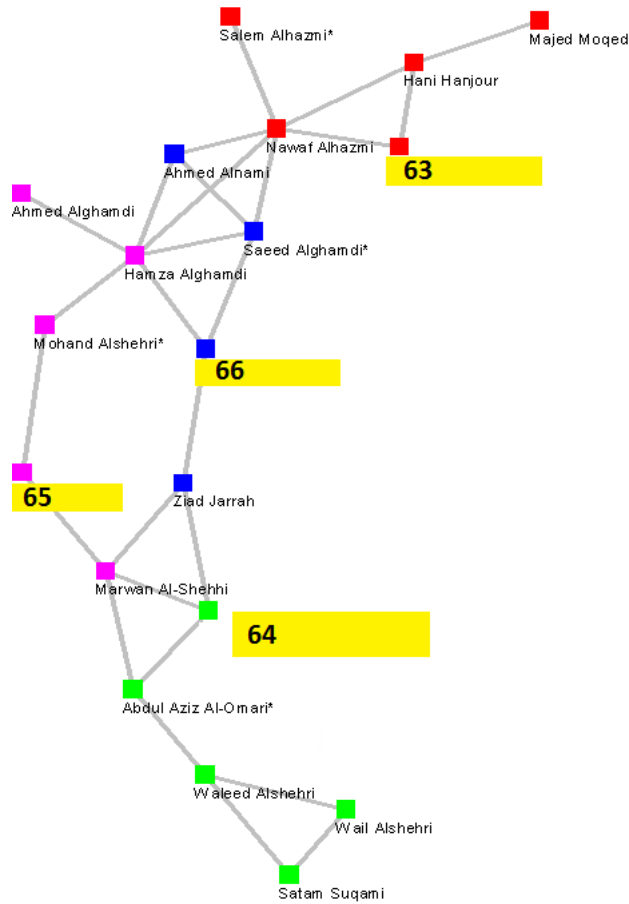 Salem Alhazmi*
Majed Moqed
Hani Hanjour
Nawaf Alhazmi
63
Ahmed Alnami
Ahmed Alghamdi
Saeed Alghamdi*
Hamza Alghamdi
Mohand Alshehri*
66
65
Ziad Jarrah
Marwan Al-Shehhi
64
Abdul Aziz Al-Omari*
Waleed Alshehri
Wail Alshehri
Satam Suqami